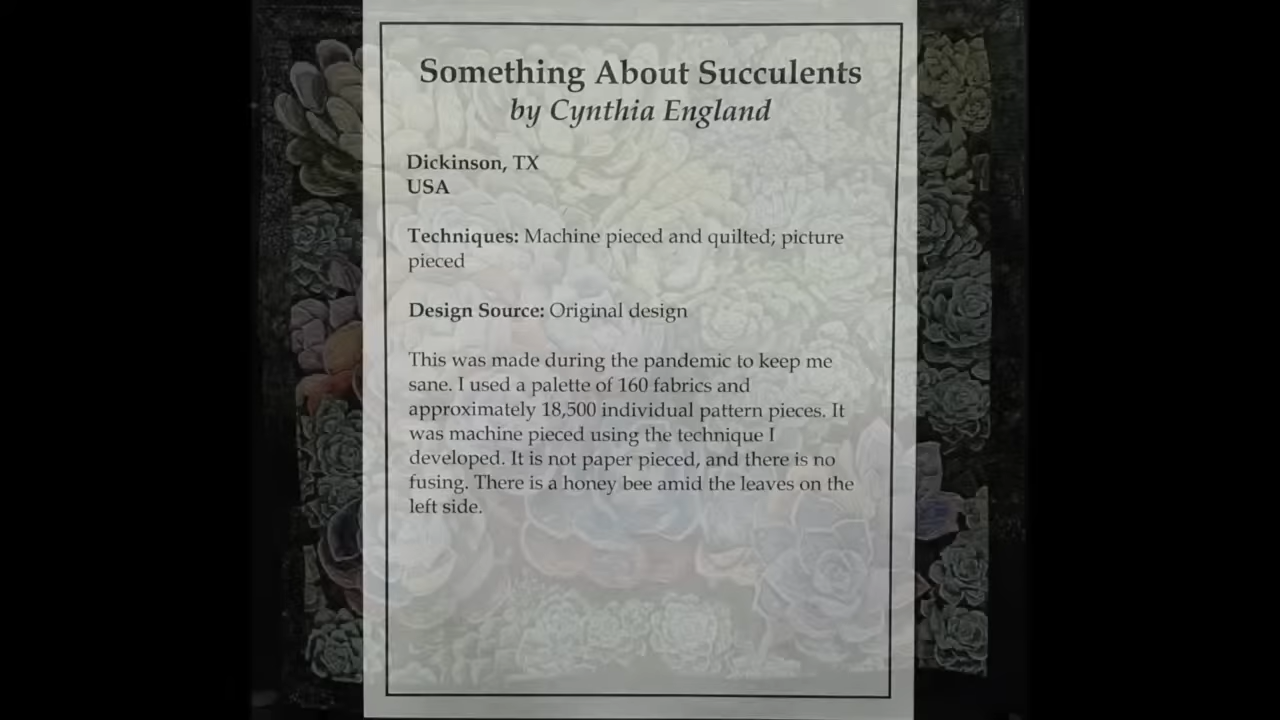 Something About Succulents
by Cynthia England
Dickinson, TX
USA
Techniques: Machine pieced and quilted; picture
pieced
Design Source: Original design
This was made during the pandemic to keep me
sane. I used a palette of 160 fabrics and
approximately 18,500 individual pattern pieces. It
was machine pieced using the technique I
developed. It is not paper pieced, and there is no
fusing. There is a honey bee amid the leaves on the
left side.